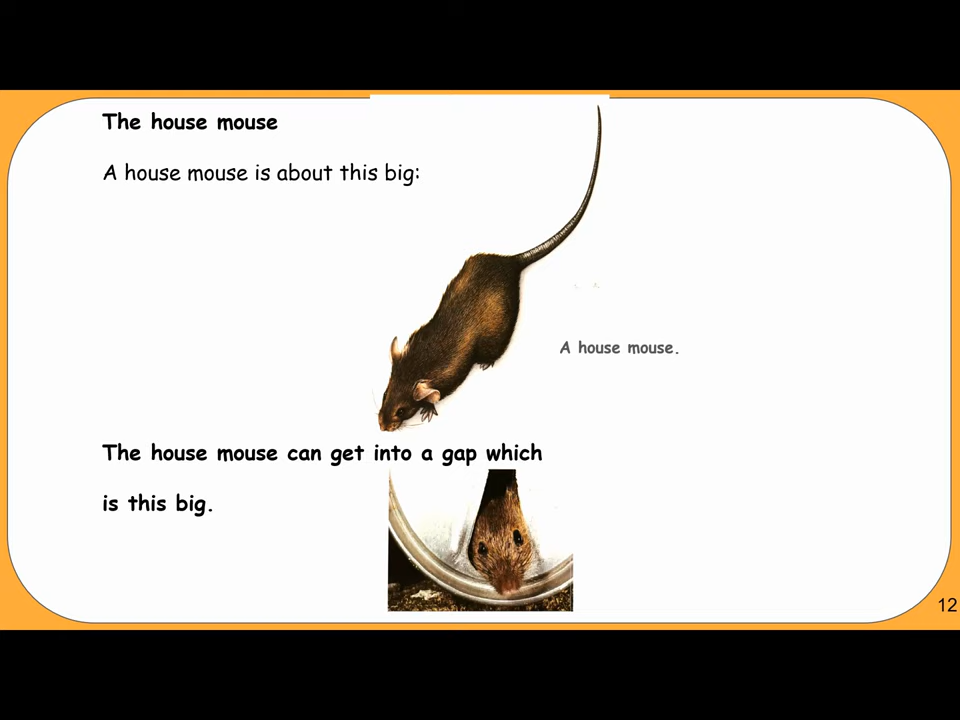 The house mouse
A house mouse is about this big:
A house mouse.
The house mouse can get into a gap which
is this big.
12